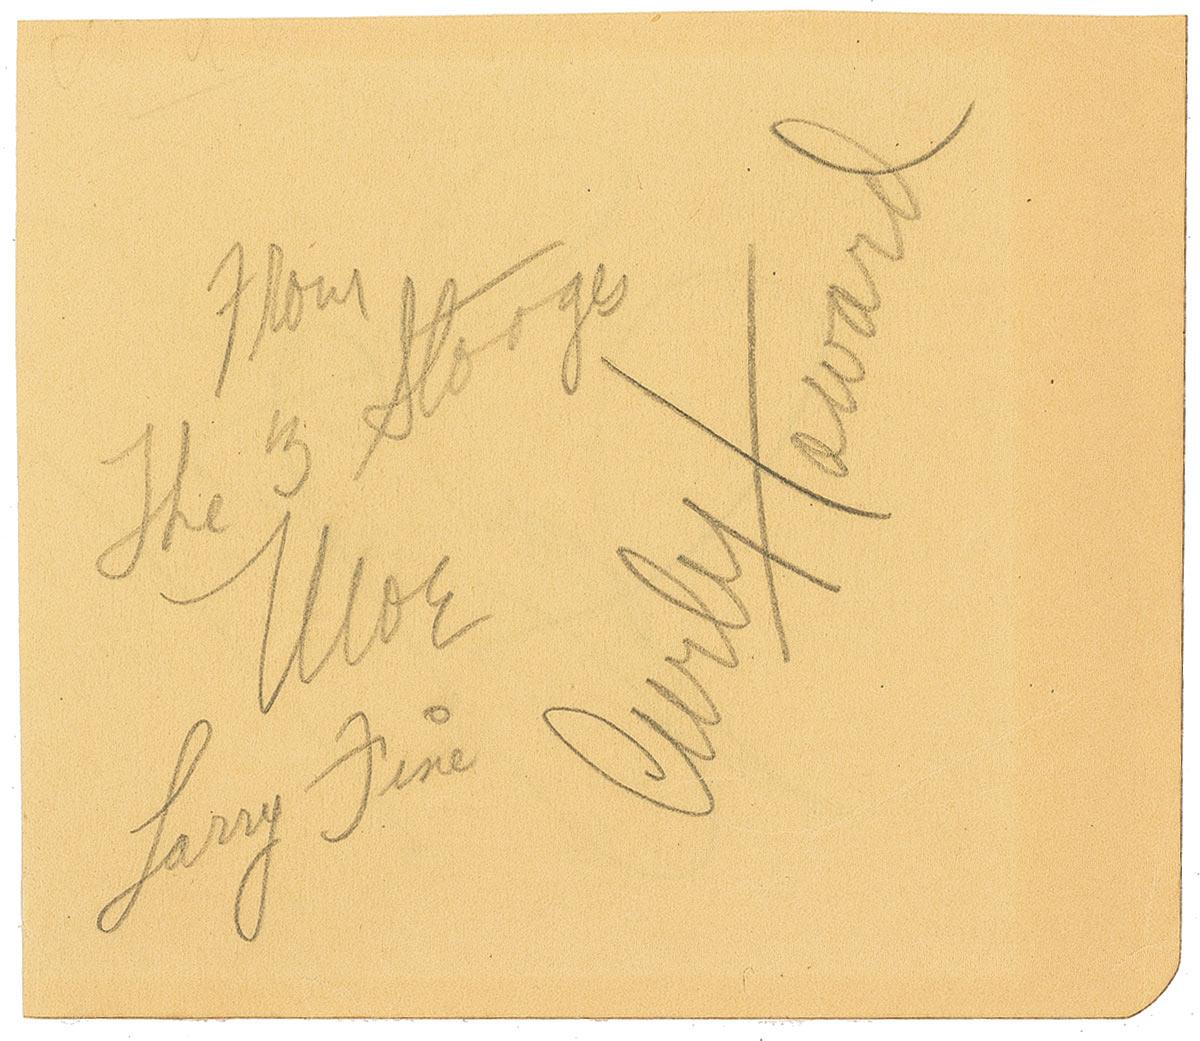 From
The 3 Stooges
Moe
Larry Fine
Curly Howard